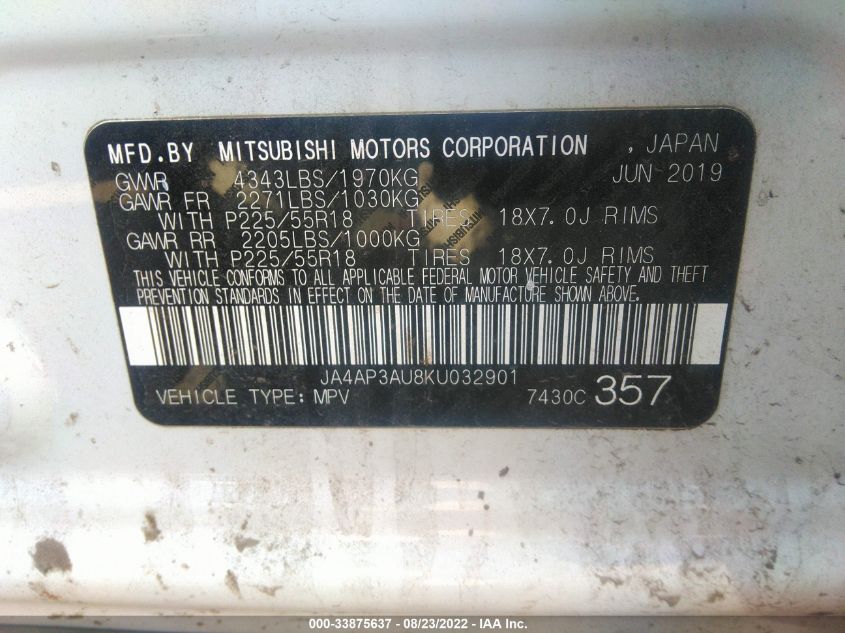 MFD.BY MITSUBISHI MOTORS CORPORATION , JAPAN
GVWR 4343LBS/1970KG JUN 2019
GAWR FR 2271LBS/1030KG
WITH P225/55R18 TIRES 18X7.0J RIMS
GAWR RR 2205LBS/1000KG
WITH P225/55R18 TIRES 18X7.0J RIMS
THIS VEHICLE CONFORMS TO ALL APPLICABLE FEDERAL MOTOR VEHICLE SAFETY AND THEFT
PREVENTION STANDARDS IN EFFECT ON THE DATE OF MANUFACTURE SHOWN ABOVE.
JA4AP3AU8KU032901
VEHICLE TYPE: MPV 7430C 357
000-33875637 - 08/23/2022 - IAA Inc.